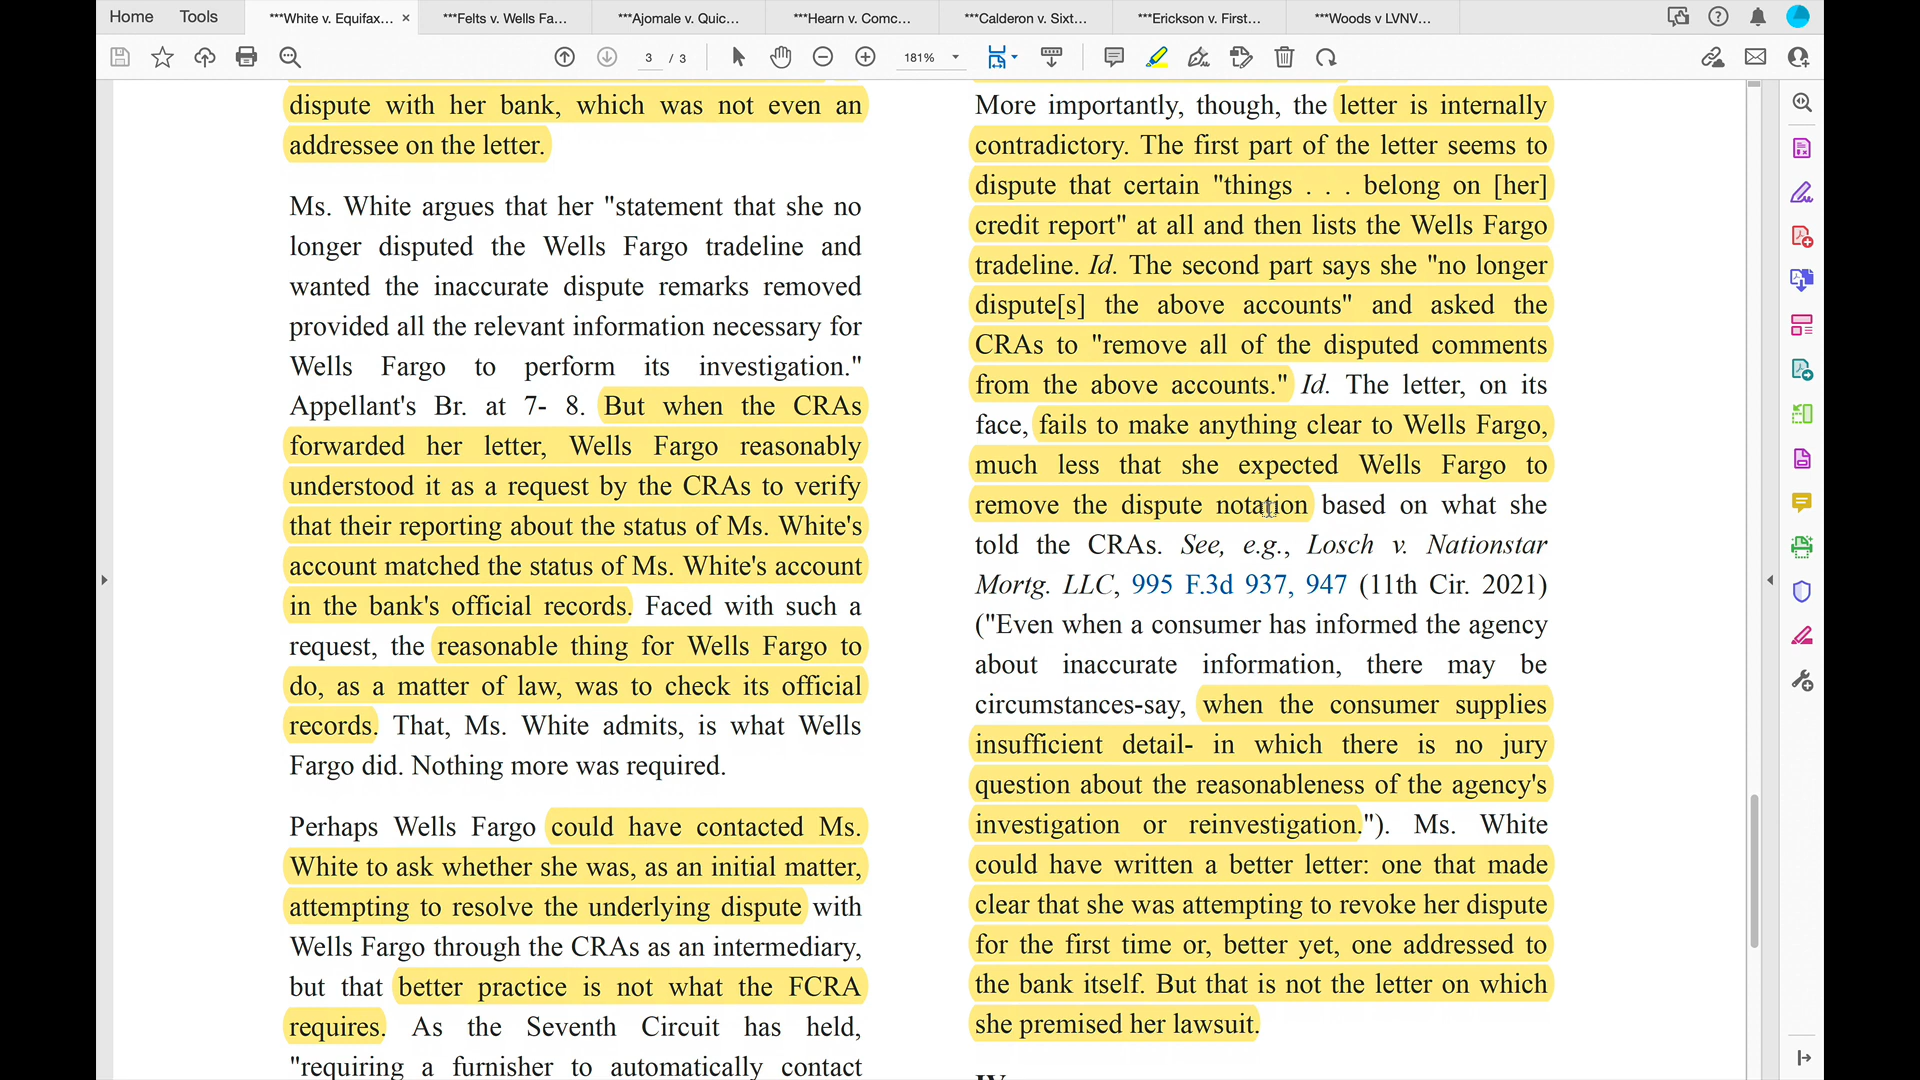 Home
Tools
***White v. Equifax...
×
***Felts v. Wells Fa...
***Ajomale v. Quic...
***Hearn v. Comc...
***Calderon v. Sixt...
***Erickson v. First...
***Woods v LVNV...
3 / 3
181%
dispute with her bank, which was not even an
addressee on the letter.
Ms. White argues that her "statement that she no
longer disputed the Wells Fargo tradeline and
wanted the inaccurate dispute remarks removed
provided all the relevant information necessary for
Wells Fargo to perform its investigation."
Appellant's Br. at 7- 8. But when the CRAs
forwarded her letter, Wells Fargo reasonably
understood it as a request by the CRAs to verify
that their reporting about the status of Ms. White's
account matched the status of Ms. White's account
in the bank's official records. Faced with such a
request, the reasonable thing for Wells Fargo to
do, as a matter of law, was to check its official
records. That, Ms. White admits, is what Wells
Fargo did. Nothing more was required.
Perhaps Wells Fargo could have contacted Ms.
White to ask whether she was, as an initial matter,
attempting to resolve the underlying dispute with
Wells Fargo through the CRAs as an intermediary,
but that better practice is not what the FCRA
requires. As the Seventh Circuit has held,
"requiring a furnisher to automatically contact
More importantly, though, the letter is internally
contradictory. The first part of the letter seems to
dispute that certain "things . . . belong on [her]
credit report" at all and then lists the Wells Fargo
tradeline. Id. The second part says she "no longer
dispute[s] the above accounts" and asked the
CRAs to "remove all of the disputed comments
from the above accounts." Id. The letter, on its
face, fails to make anything clear to Wells Fargo,
much less that she expected Wells Fargo to
remove the dispute notation based on what she
told the CRAs. See, e.g., Losch v. Nationstar
Mortg. LLC, 995 F.3d 937, 947 (11th Cir. 2021)
("Even when a consumer has informed the agency
about inaccurate information, there may be
circumstances-say, when the consumer supplies
insufficient detail- in which there is no jury
question about the reasonableness of the agency's
investigation or reinvestigation."). Ms. White
could have written a better letter: one that made
clear that she was attempting to revoke her dispute
for the first time or, better yet, one addressed to
the bank itself. But that is not the letter on which
she premised her lawsuit.